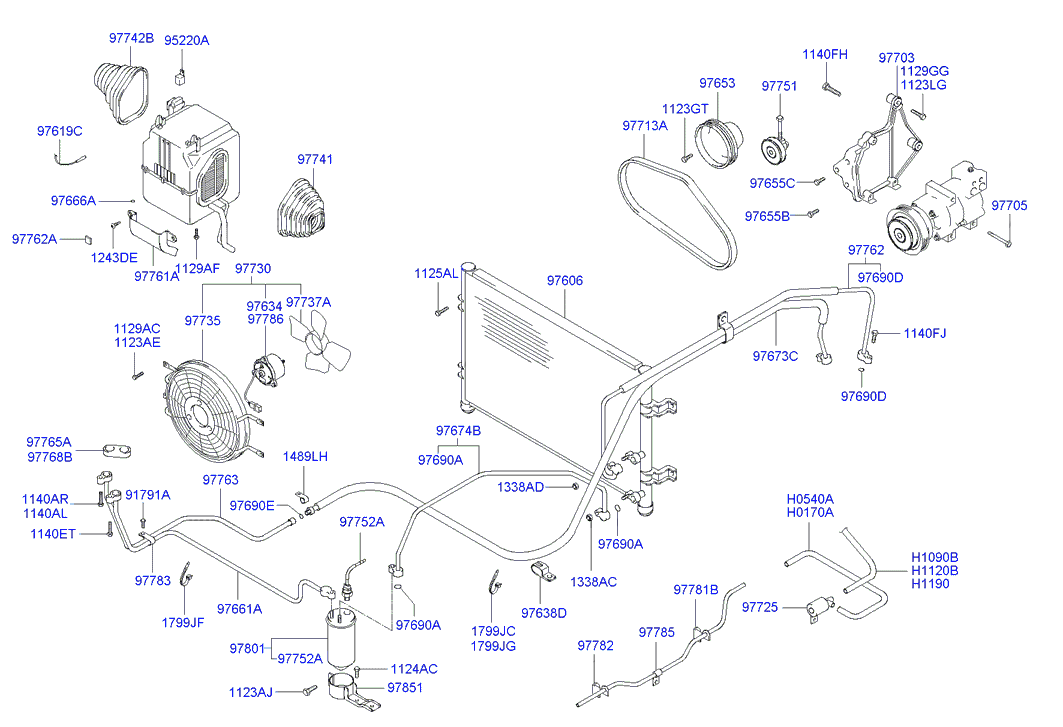 97742B
95220A
97619C
97666A
97762A
1243DE
97761A
1129AF
97741
97730
97634
97786
97737A
97735
1129AC
1123AE
1140FH
97703
1129GG
1123LG
97751
97653
1123GT
97713A
97655C
97655B
97705
97762
97690D
1125AL
97606
1140FJ
97673C
97690D
97765A
97768B
97674B
97690A
1489LH
97763
1140AR
1140AL
91791A
97690E
97752A
1338AD
1140ET
97783
97690A
H0540A
H0170A
H1090B
H1120B
H1190
1338AC
97661A
1799JF
97690A
1799JC
1799JG
97638D
97781B
97725
97785
97782
97801
97752A
1124AC
97851
1123AJ